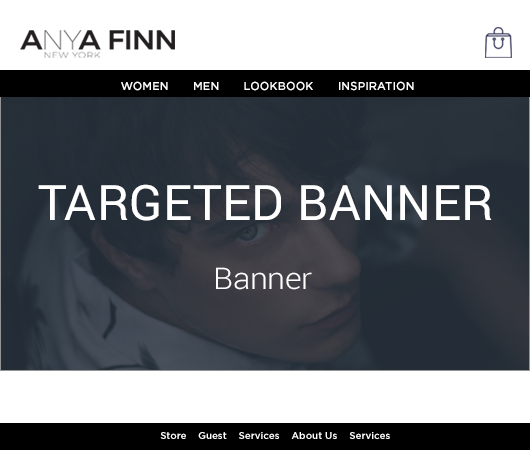 ANYA FINN
NEW YORK
WOMEN MEN LOOKBOOK INSPIRATION
TARGETED BANNER
Banner
Store Guest Services About Us Services